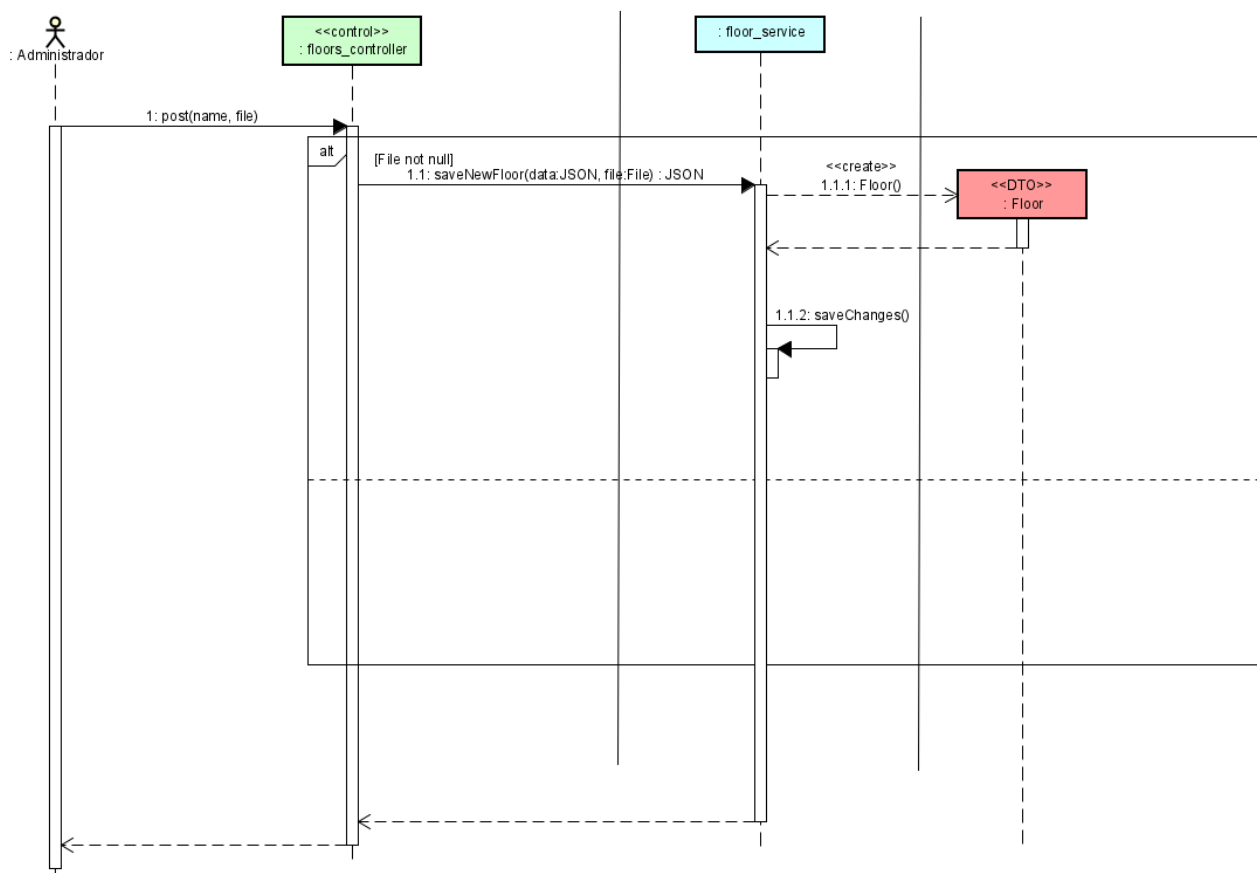 : Administrador
<<control>>
: floors_controller
: floor_service
1: post(name, file)
alt
[File not null]
1.1: saveNewFloor(data:JSON, file:File) : JSON
<<create>>
1.1.1: Floor()
<<DTO>>
: Floor
1.1.2: saveChanges()